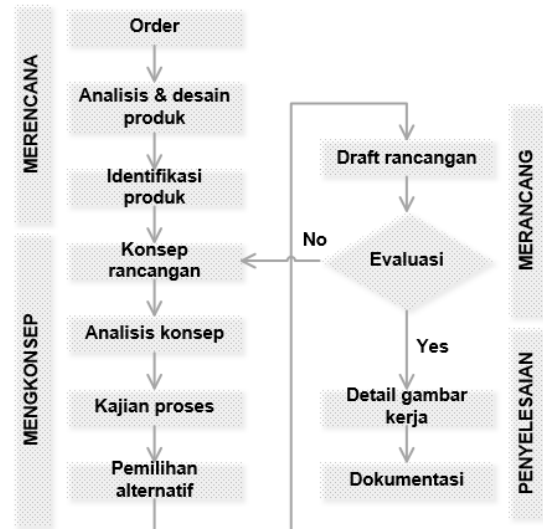 MERENCANA
Order
Analisis & desain
produk
Identifikasi
produk
MENGKONSEP
Konsep
rancangan
Analisis konsep
Kajian proses
Pemilihan
alternatif
MERANCANG
Draft rancangan
Evaluasi
No
Yes
PENYELESAIAN
Detail gambar
kerja
Dokumentasi